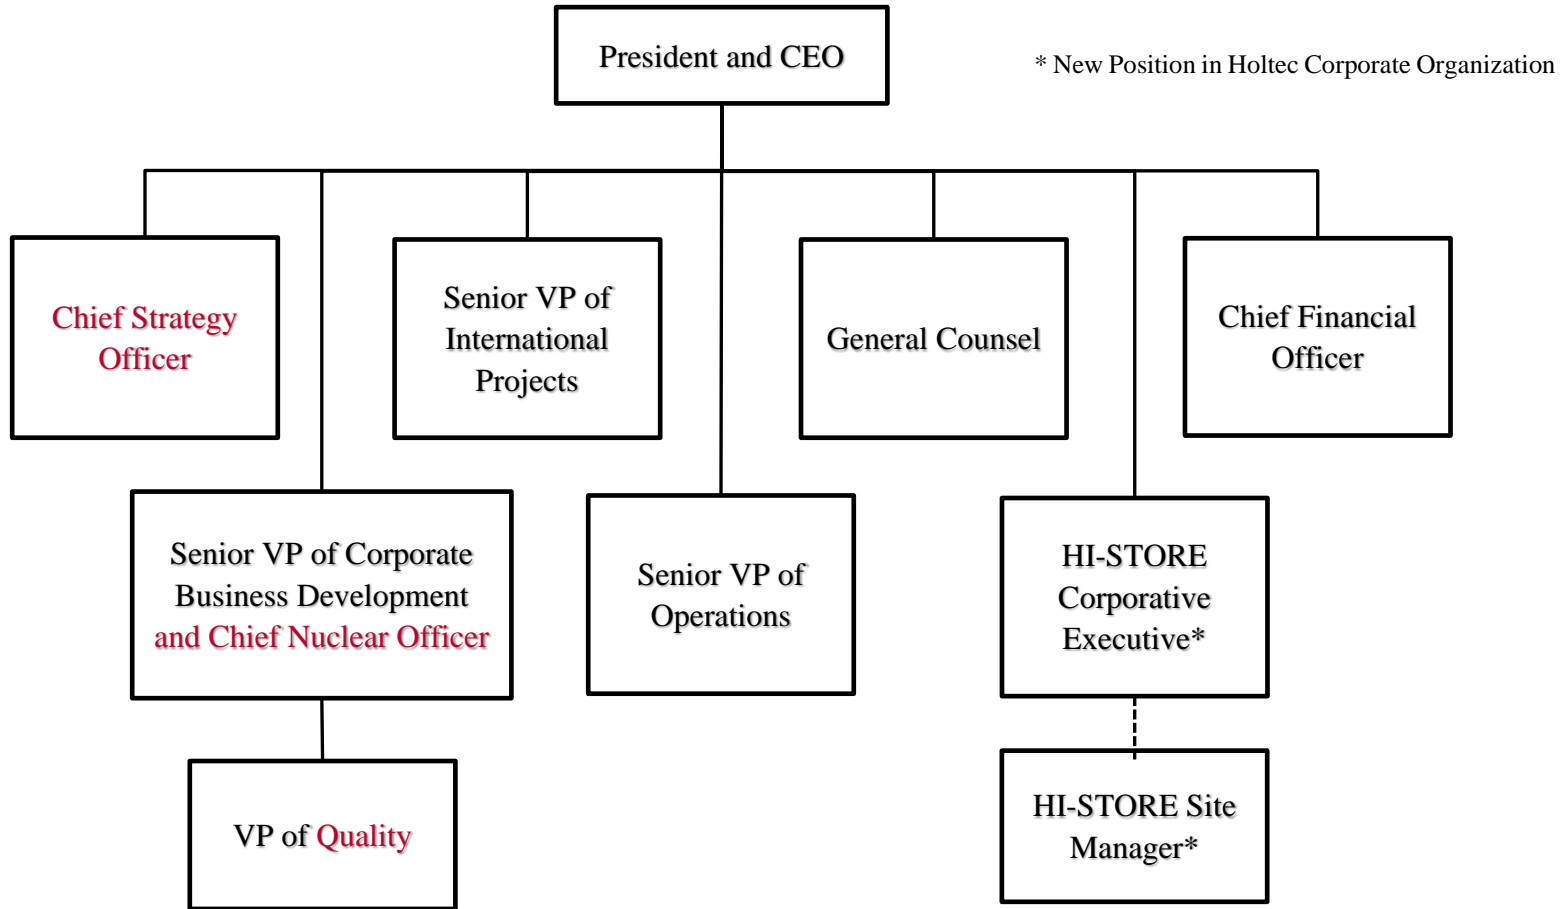 President and CEO
* New Position in Holtec Corporate Organization
Chief Strategy
Officer
Senior VP of
International
Projects
General Counsel
Chief Financial
Officer
Senior VP of Corporate
Business Development
and Chief Nuclear Officer
Senior VP of
Operations
HI-STORE
Corporative
Executive*
VP of Quality
HI-STORE Site
Manager*